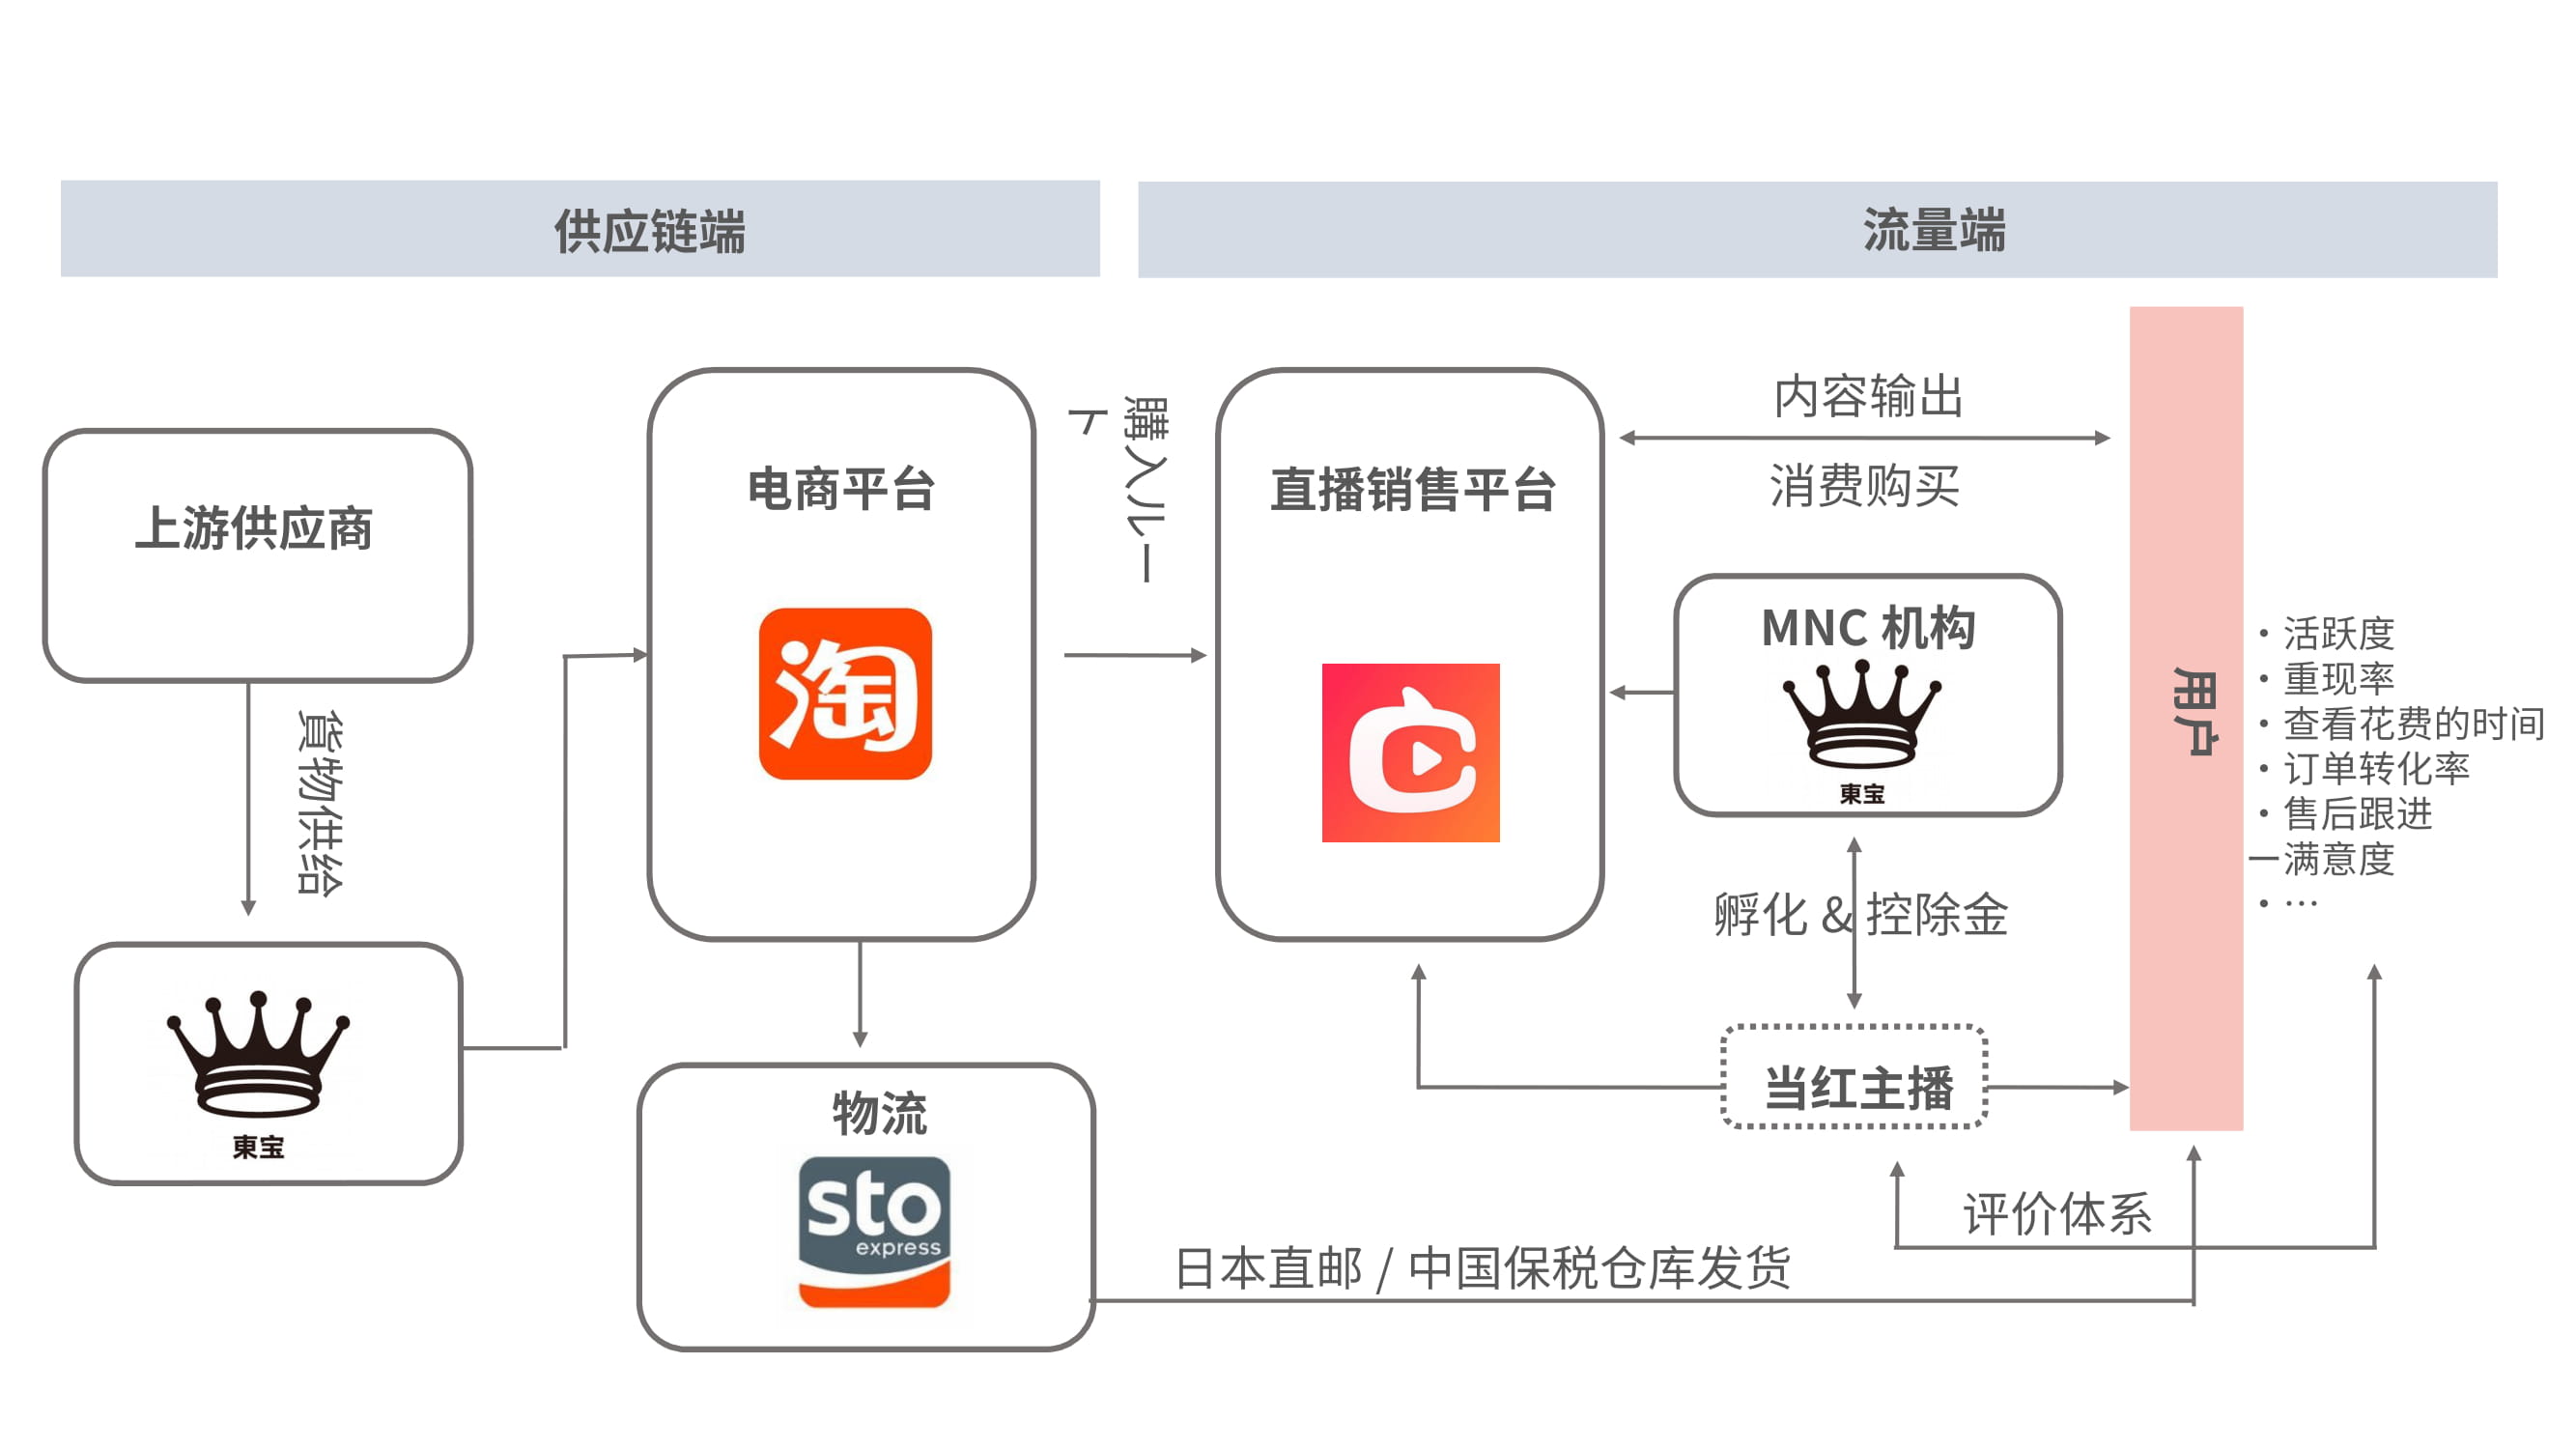 供应链端
流量端
上游供应商
貨物供给
東宝
电商平台
淘
購入儿一
ト
物流
sto
express
直播销售平台
内容输出
消费购买
MNC 机构
東宝
孵化 & 控除金
当红主播
用户
・活跃度
・重现率
・查看花费的时间
・订单转化率
・售后跟进
ー满意度
・…
评价体系
日本直邮 / 中国保税仓库发货